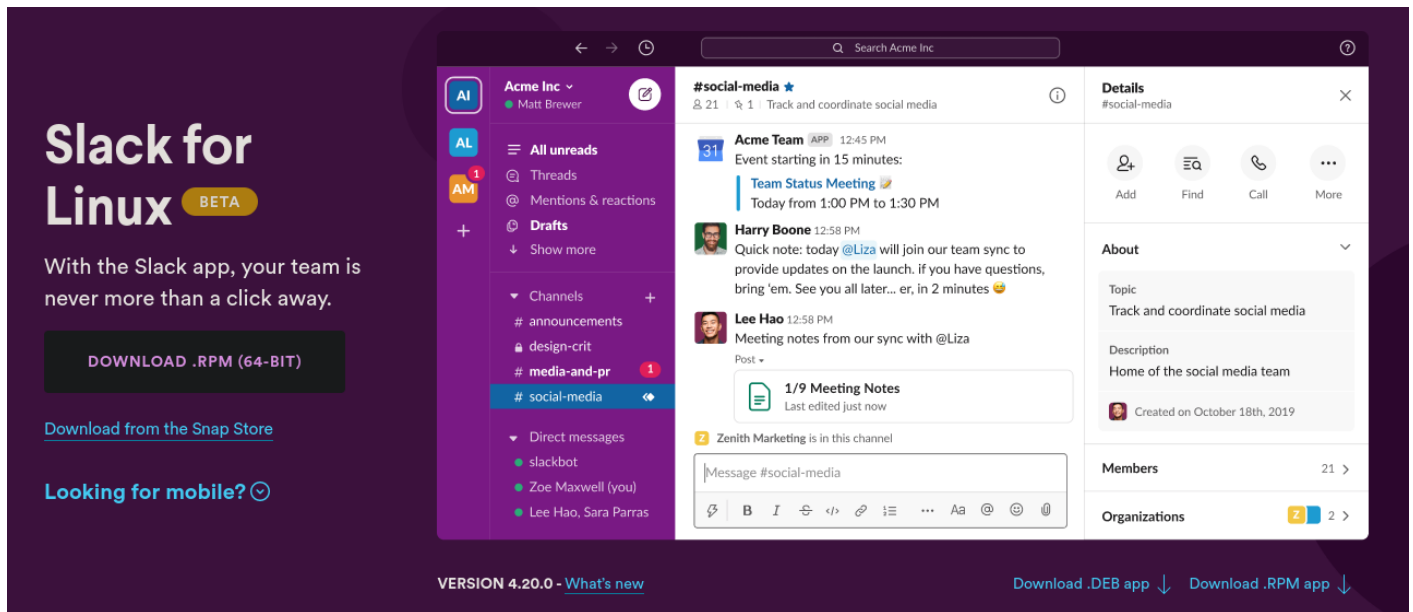 Slack for
Linux BETA
With the Slack app, your team is
never more than a click away.
DOWNLOAD .RPM (64-BIT)
Download from the Snap Store
Looking for mobile?
Search Acme Inc
AI
AL
1
AM
Acme Inc
Matt Brewer
All unreads
Threads
Mentions & reactions
Drafts
Show more
Channels
# announcements
design-crit
# media-and-pr 1
# social-media
Direct messages
slackbot
Zoe Maxwell (you)
Lee Hao, Sara Parras
#social-media
21 | 1 | Track and coordinate social media
31
Acme Team APP 12:45 PM
Event starting in 15 minutes:
Team Status Meeting
Today from 1:00 PM to 1:30 PM
Harry Boone 12:58 PM
Quick note: today @Liza will join our team sync to
provide updates on the launch. if you have questions,
bring ‘em. See you all later... er, in 2 minutes 😅
Lee Hao 12:58 PM
Meeting notes from our sync with @Liza
Post
1/9 Meeting Notes
Last edited just now
Z Zenith Marketing is in this channel
Message #social-media
B I S </> Aa @
Details
#social-media
Add Find Call More
About
Topic
Track and coordinate social media
Description
Home of the social media team
Created on October 18th, 2019
Members 21
Organizations Z 2
VERSION 4.20.0 - What's new
Download .DEB app Download .RPM app